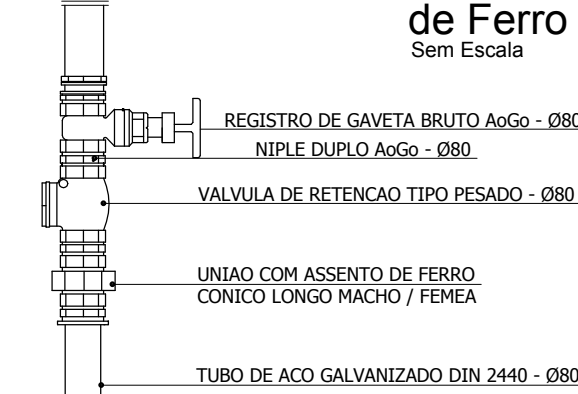 de Ferro
Sem Escala
REGISTRO DE GAVETA BRUTO AoGo - Ø80
NIPLE DUPLO AoGo - Ø80
VALVULA DE RETENCAO TIPO PESADO - Ø80
UNIAO COM ASSENTO DE FERRO
CONICO LONGO MACHO / FEMEA
TUBO DE ACO GALVANIZADO DIN 2440 - Ø80